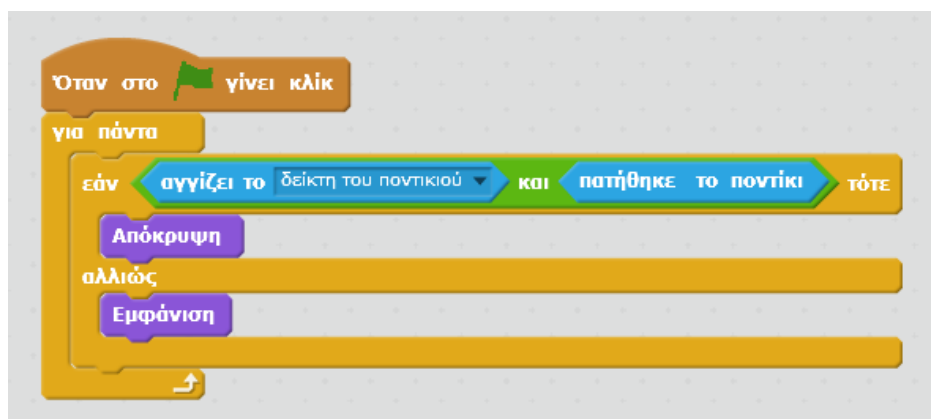 Όταν στο γίνει κλίκ
για πάντα
εάν αγγίζει το δείκτη του ποντικιού και πατήθηκε το ποντίκι τότε
Απόκρυψη
αλλιώς
Εμφάνιση